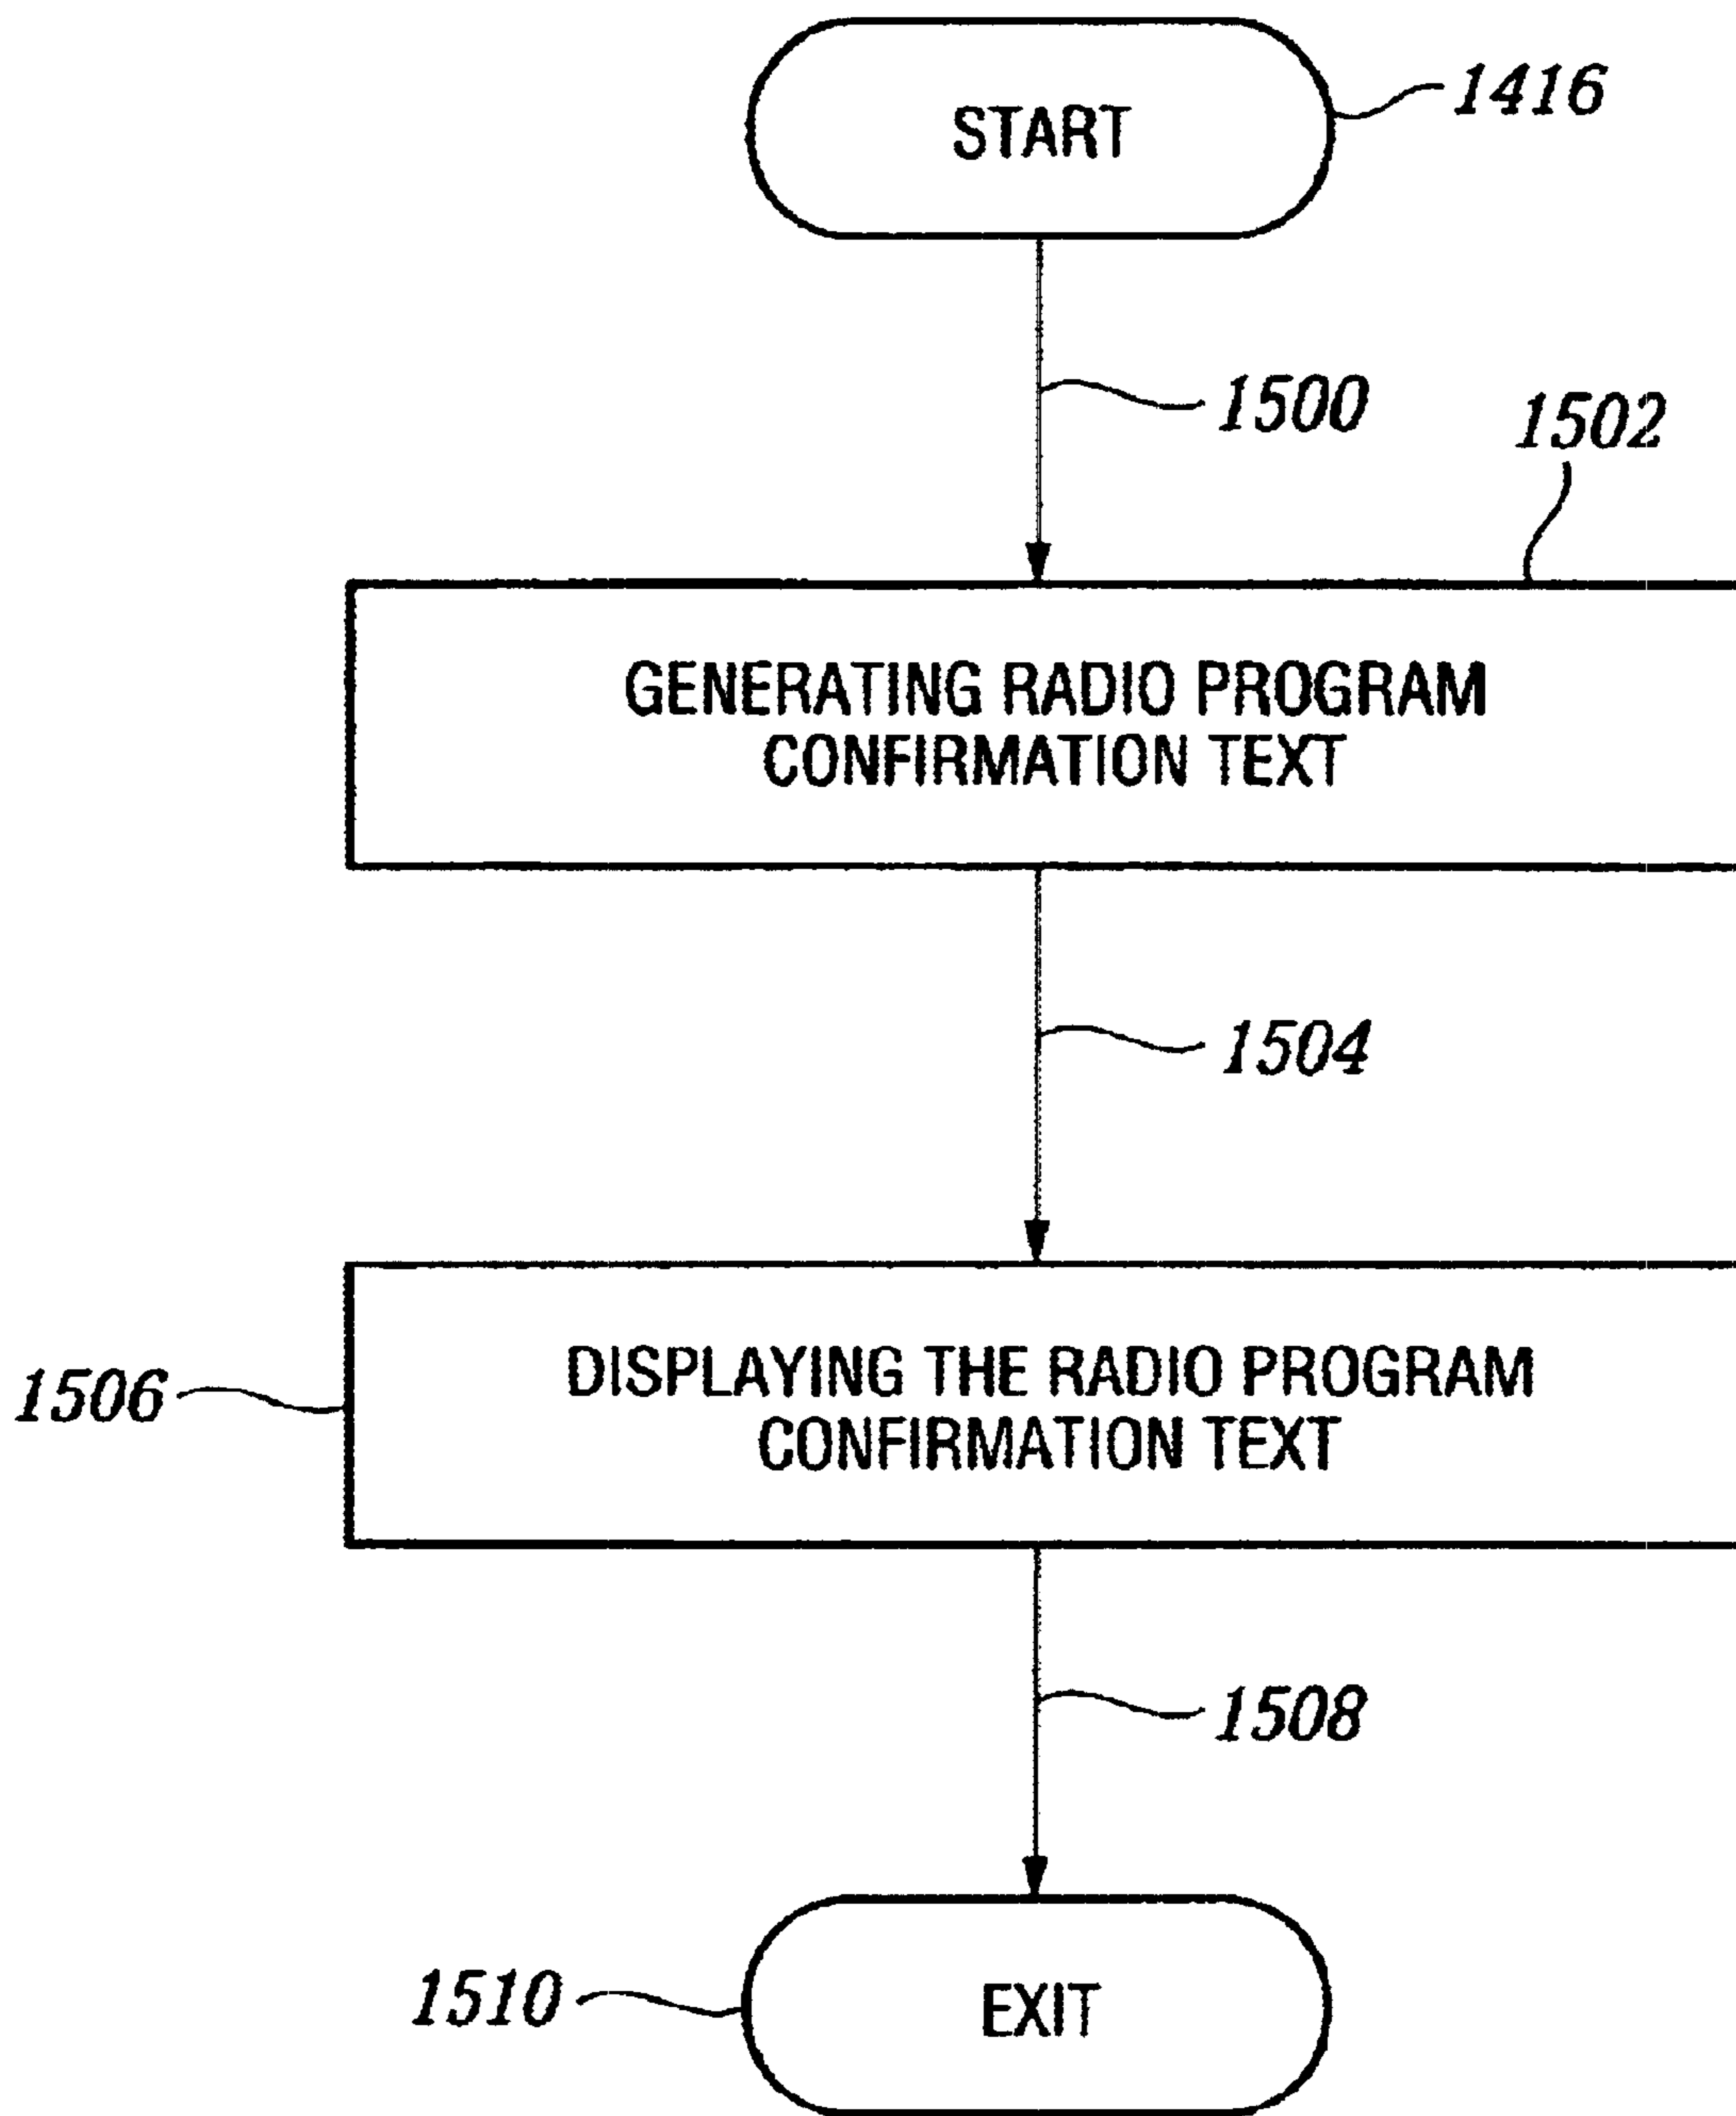 START
1416
1500
1502
GENERATING RADIO PROGRAM
CONFIRMATION TEXT
1504
DISPLAYING THE RADIO PROGRAM
CONFIRMATION TEXT
1506
1508
EXIT
1510